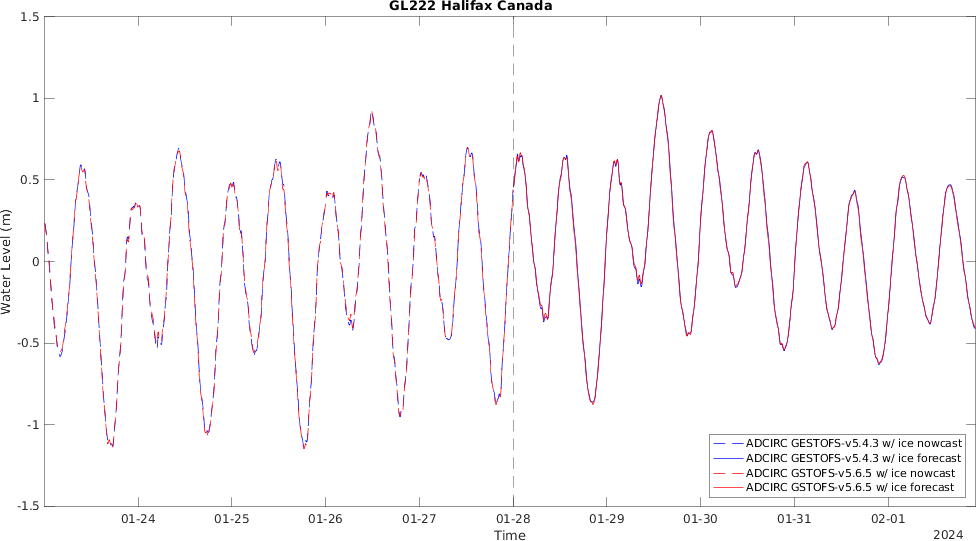 GL222 Halifax Canada
1.5
1
0.5
0
-0.5
-1
-1.5
Water Level (m)
ADCIRC GESTOFS-v5.4.3 w/ ice nowcast
ADCIRC GESTOFS-v5.4.3 w/ ice forecast
ADCIRC GSTOFS-v5.6.5 w/ ice nowcast
ADCIRC GSTOFS-v5.6.5 w/ ice forecast
01-24 01-25 01-26 01-27 01-28 01-29 01-30 01-31 02-01
Time
2024